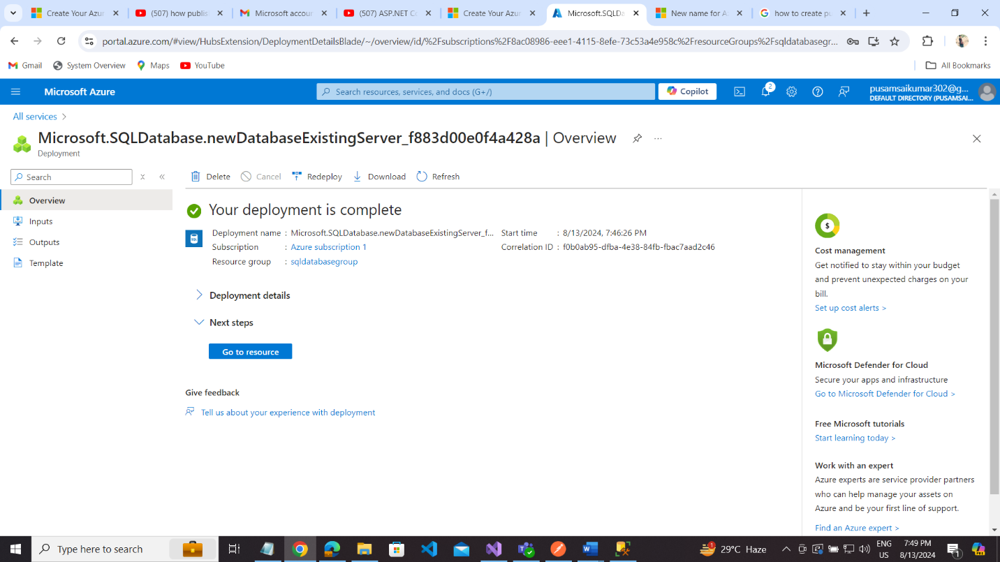 Create Your Azur
(507) how publis
Microsoft accour
(507) ASP.NET Co
Create Your Azur
Microsoft.SQLDa
New name for A
how to create pu
portal.azure.com/#view/HubsExtension/DeploymentDetailsBlade/~/overview/id/%2Fsubscriptions%2F8ac08986-eee1-4115-8efe-73c53a4e958c%2FresourceGroups%2Fsqldatabasegr...
Gmail
System Overview
Maps
YouTube
All Bookmarks
Microsoft Azure
Search resources, services, and docs (G+/)
Copilot
2
pusamsaikumar302@g...
DEFAULT DIRECTORY (PUSAMSAI...
All services >
Microsoft.SQLDatabase.newDatabaseExistingServer_f883d00e0f4a428a | Overview
...
Deployment
Search
Overview
Inputs
Outputs
Template
Delete
Cancel
Redeploy
Download
Refresh
Your deployment is complete
Deployment name : Microsoft.SQLDatabase.newDatabaseExistingServer_f...
Subscription : Azure subscription 1
Resource group : sqldatabasegroup
Start time : 8/13/2024, 7:46:26 PM
Correlation ID : f0b0ab95-dfba-4e38-84fb-fbac7aad2c46
Deployment details
Next steps
Go to resource
Give feedback
Tell us about your experience with deployment
Cost management
Get notified to stay within your budget
and prevent unexpected charges on your
bill.
Set up cost alerts >
Microsoft Defender for Cloud
Secure your apps and infrastructure
Go to Microsoft Defender for Cloud >
Free Microsoft tutorials
Start learning today >
Work with an expert
Azure experts are service provider partners
who can help manage your assets on
Azure and be your first line of support.
Find an Azure expert >
Type here to search
1
29°C Haze
ENG
US
7:49 PM
8/13/2024
1
PRE